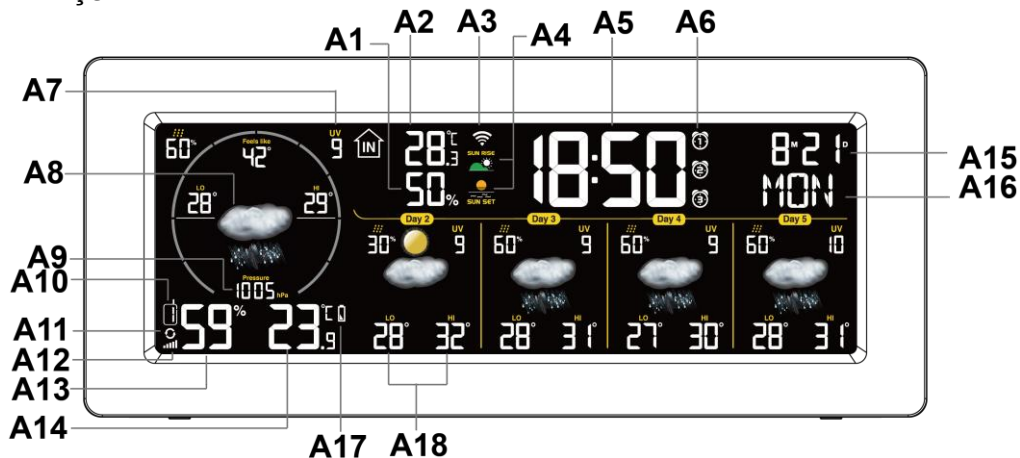 A1
A2
A3
A4
A5
A6
A7
60%
Feels like
42°
UV
9
IN
28.3℃
SUN RISE
50%
SUN SET
18:50
1
2
3
8M 21D
MON
A15
A16
A8
LO
28°
HI
29°
Day 2
Day 3
Day 4
Day 5
30%
UV
9
60%
UV
9
60%
UV
9
60%
UV
10
A9
Pressure
1005 hPa
A10
1
A11
A12
59%
23.9℃
LO
28°
HI
32°
LO
28°
HI
31°
LO
27°
HI
30°
LO
28°
HI
31°
A13
A14
A17
A18